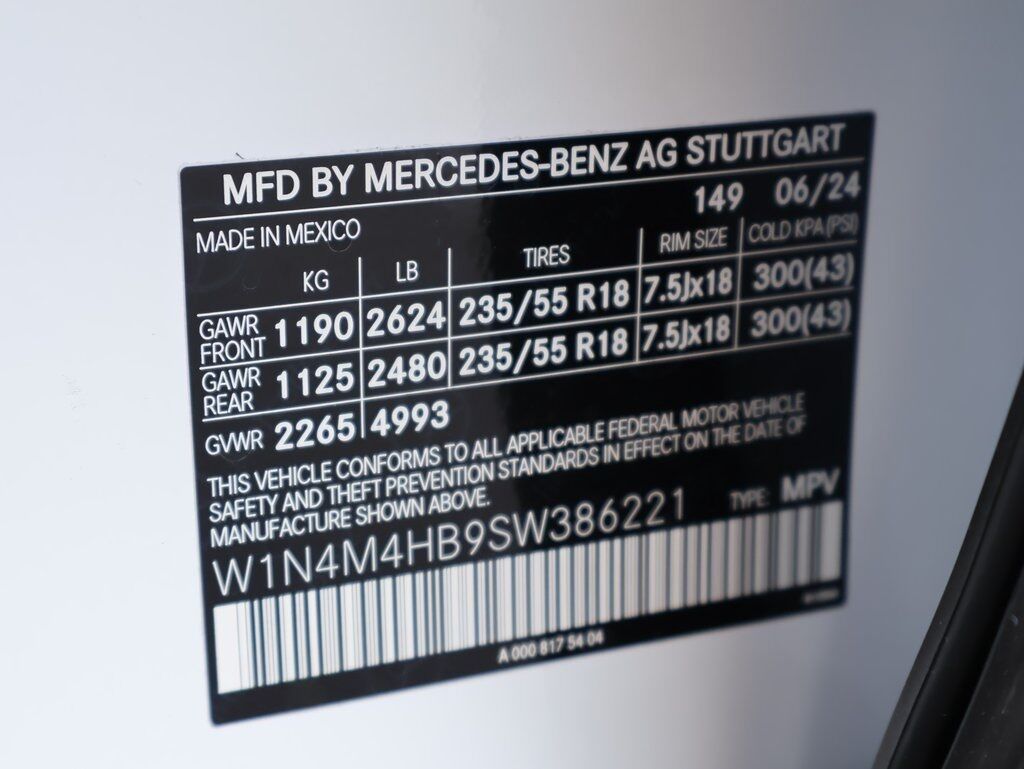 MFD BY MERCEDES-BENZ AG STUTTGART
149 06/24
MADE IN MEXICO
KG LB TIRES RIM SIZE COLD KPA (PSI)
GAWR FRONT 1190 2624 235/55 R18 7.5Jx18 300(43)
GAWR REAR 1125 2480 235/55 R18 7.5Jx18 300(43)
GVWR 2265 4993
THIS VEHICLE CONFORMS TO ALL APPLICABLE FEDERAL MOTOR VEHICLE
SAFETY AND THEFT PREVENTION STANDARDS IN EFFECT ON THE DATE OF
MANUFACTURE SHOWN ABOVE.
W1N4M4HB9SW386221 TYPE: MPV
A 000 817 54 04